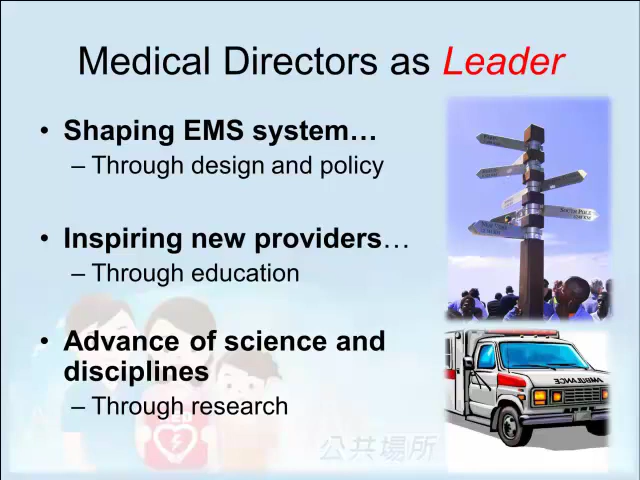 Medical Directors as Leader
• Shaping EMS system…
– Through design and policy
• Inspiring new providers…
– Through education
• Advance of science and
disciplines
– Through research
公共場所
AMBULANCE